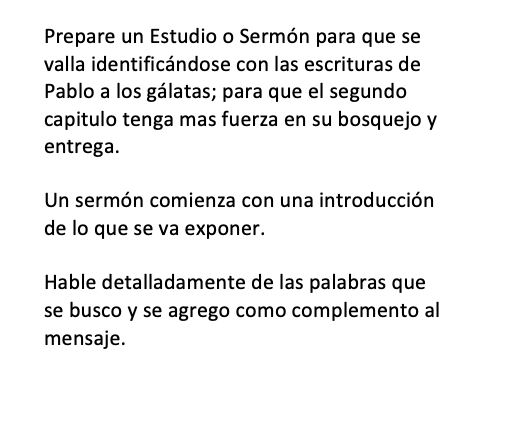 Prepare un Estudio o Sermón para que se
valla identificándose con las escrituras de
Pablo a los gálatas; para que el segundo
capitulo tenga mas fuerza en su bosquejo y
entrega.
Un sermón comienza con una introducción
de lo que se va exponer.
Hable detalladamente de las palabras que
se busco y se agrego como complemento al
mensaje.